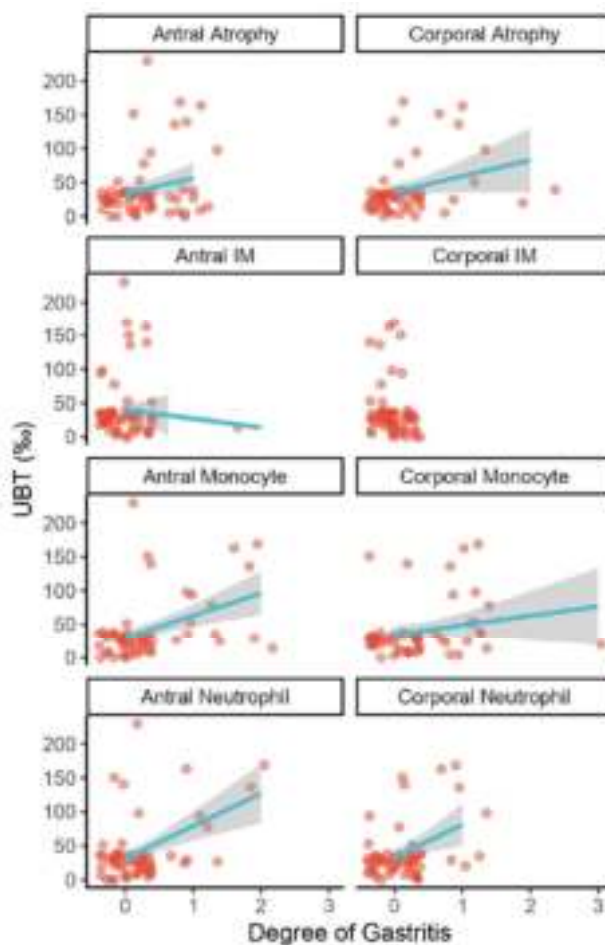 Antral Atrophy Corporal Atrophy
200
150
100
50
0
Antral IM Corporal IM
200
150
100
50
0
UBT (‰)
Antral Monocyte Corporal Monocyte
200
150
100
50
0
Antral Neutrophil Corporal Neutrophil
200
150
100
50
0
0 1 2 3 0 1 2 3
Degree of Gastritis